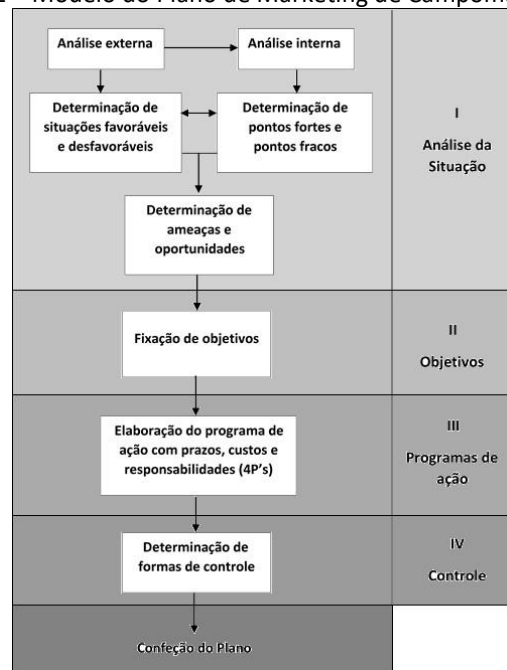 Modelo do Plano de Marketing de
Análise externa
Análise interna
Determinação de
situações favoráveis
e desfavoráveis
Determinação de
pontos fortes e
pontos fracos
I
Análise da
Situação
Determinação de
ameaças e
oportunidades
Fixação de objetivos
II
Objetivos
Elaboração do programa de
ação com prazos, custos e
responsabilidades (4P's)
III
Programas de
ação
Determinação de
formas de controle
IV
Controle
Confeção do Plano